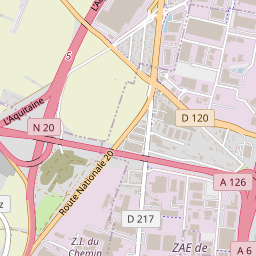 L'A
S
L'Aquitaine
D 120
N 20
A 126
Route Nationale 20
z
D 217
Z.I. du
Chemin
ZAE de
A 6